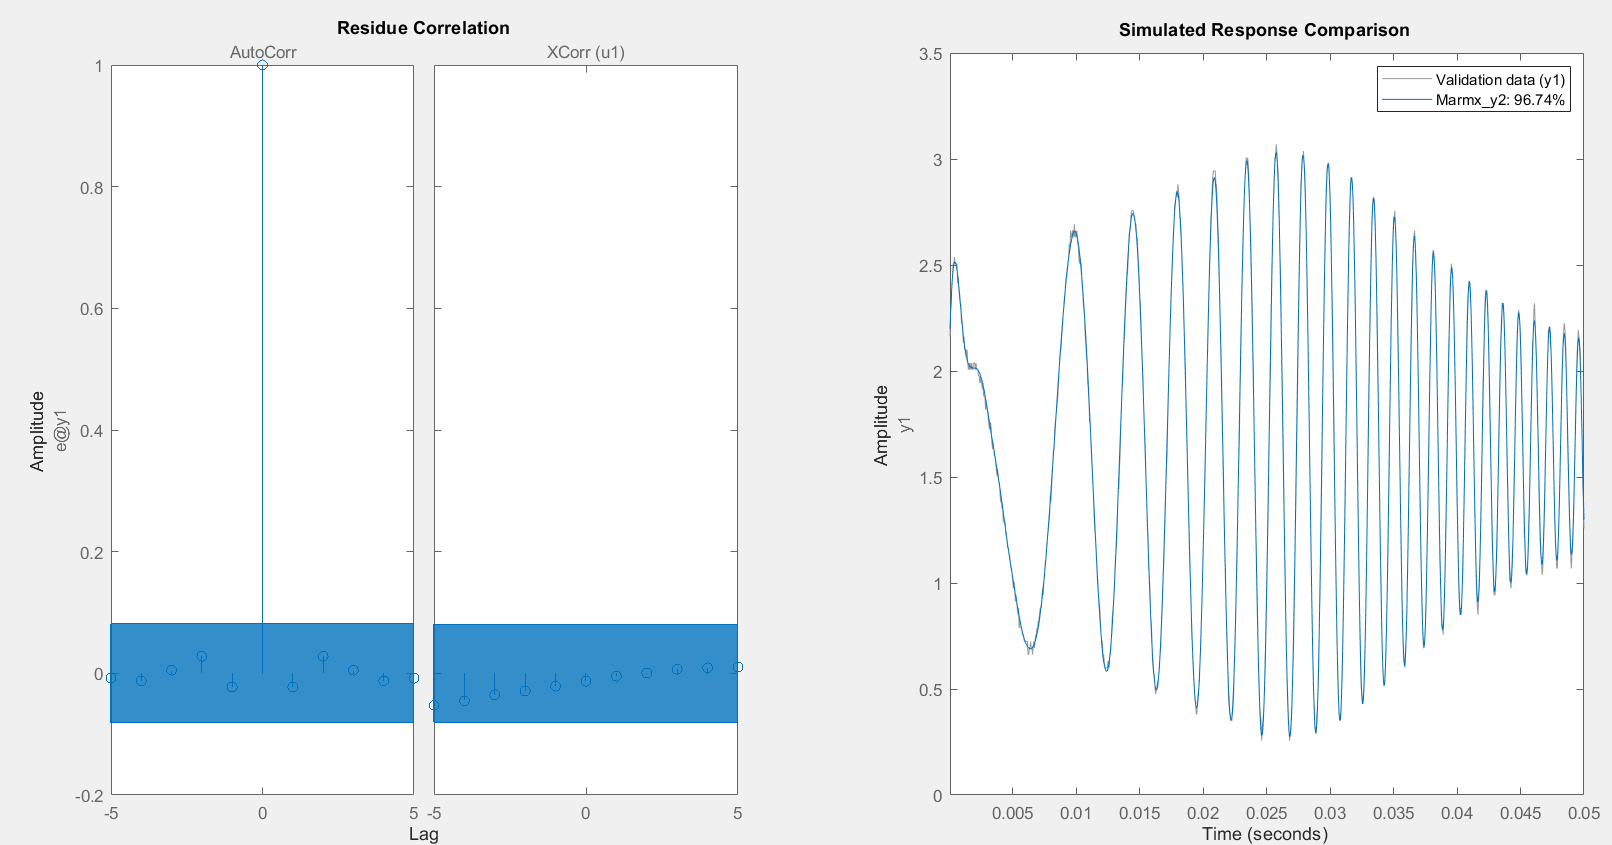 Residue Correlation
AutoCorr
XCorr (u1)
1
0.8
0.6
0.4
0.2
0
-0.2
Amplitude
e@y1
-5
0
5
-5
0
5
Lag
Simulated Response Comparison
3.5
3
2.5
2
1.5
1
0.5
0
Amplitude
y1
Validation data (y1)
Marmx_y2: 96.74%
0.005
0.01
0.015
0.02
0.025
0.03
0.035
0.04
0.045
0.05
Time (seconds)